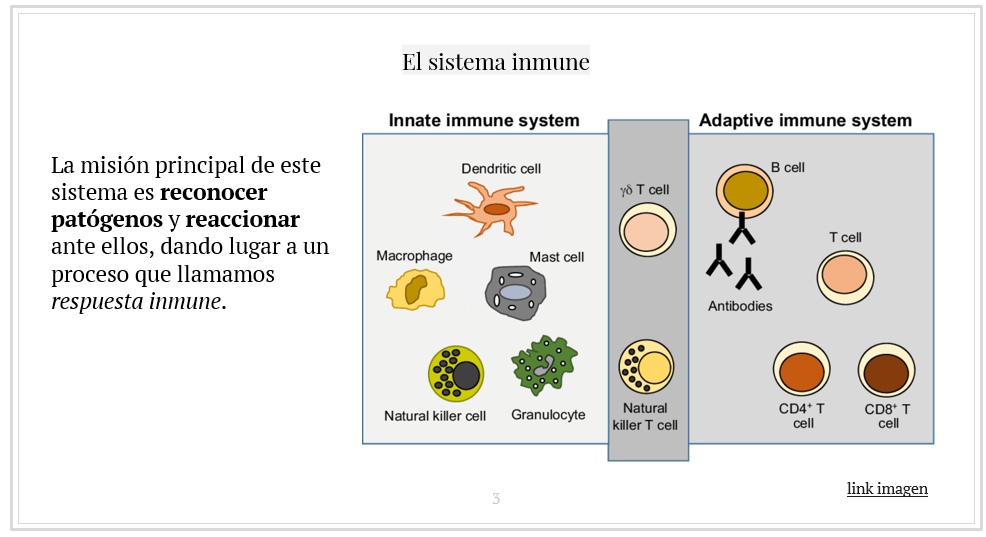 El sistema inmune
La misión principal de este
sistema es reconocer
patógenos y reaccionar
ante ellos, dando lugar a un
proceso que llamamos
respuesta inmune.
Innate immune system
Adaptive immune system
Dendritic cell
Macrophage
Mast cell
Natural killer cell
Granulocyte
γδ T cell
Natural
killer T cell
B cell
T cell
Antibodies
CD4⁺ T
cell
CD8⁺ T
cell
link imagen
3